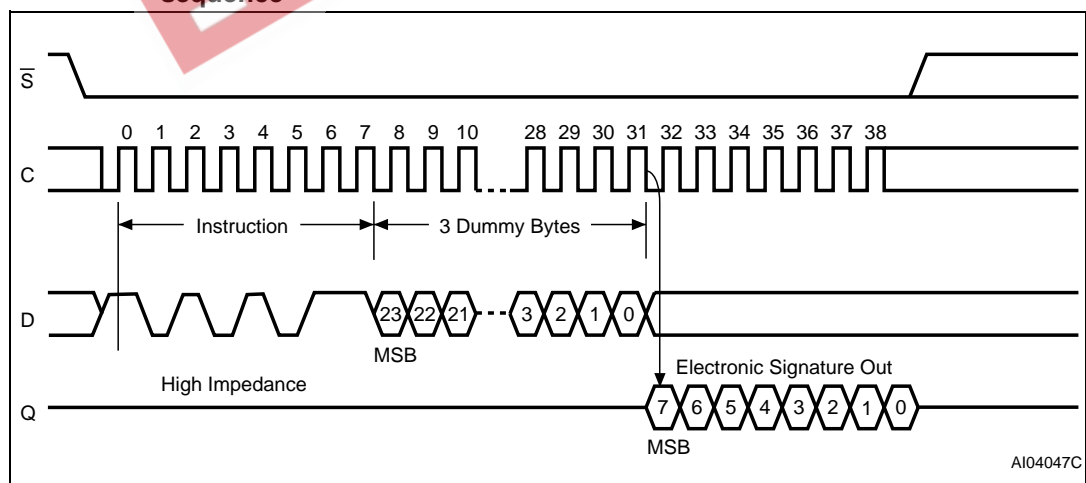 sequence
S
0 1 2 3 4 5 6 7 8 9 10 28 29 30 31 32 33 34 35 36 37 38
C
Instruction
3 Dummy Bytes
D
23 22 21 3 2 1 0
MSB
High Impedance
Electronic Signature Out
Q
7 6 5 4 3 2 1 0
MSB
AI04047C